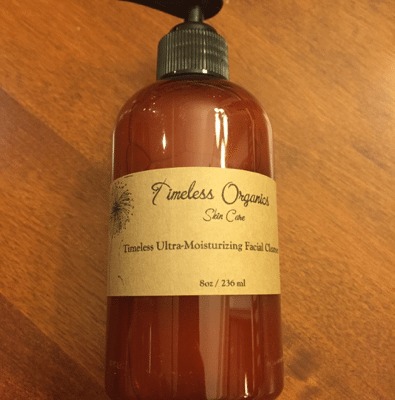 Timeless Organics
Skin Care
Timeless Ultra-Moisturizing Facial
8oz / 236 ml